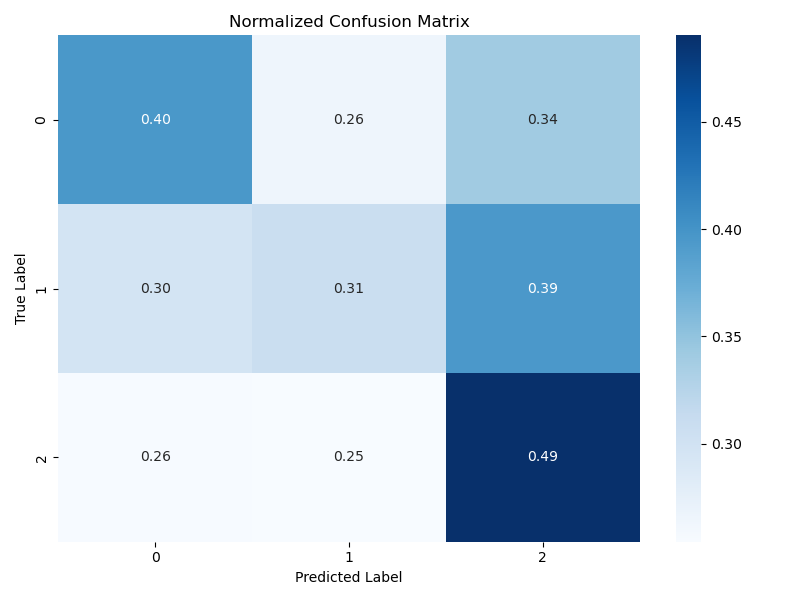 Normalized Confusion Matrix
0.40 0.26 0.34
0.30 0.31 0.39
0.26 0.25 0.49
0
1
2
True Label
0 1 2
Predicted Label
0.45
0.40
0.35
0.30